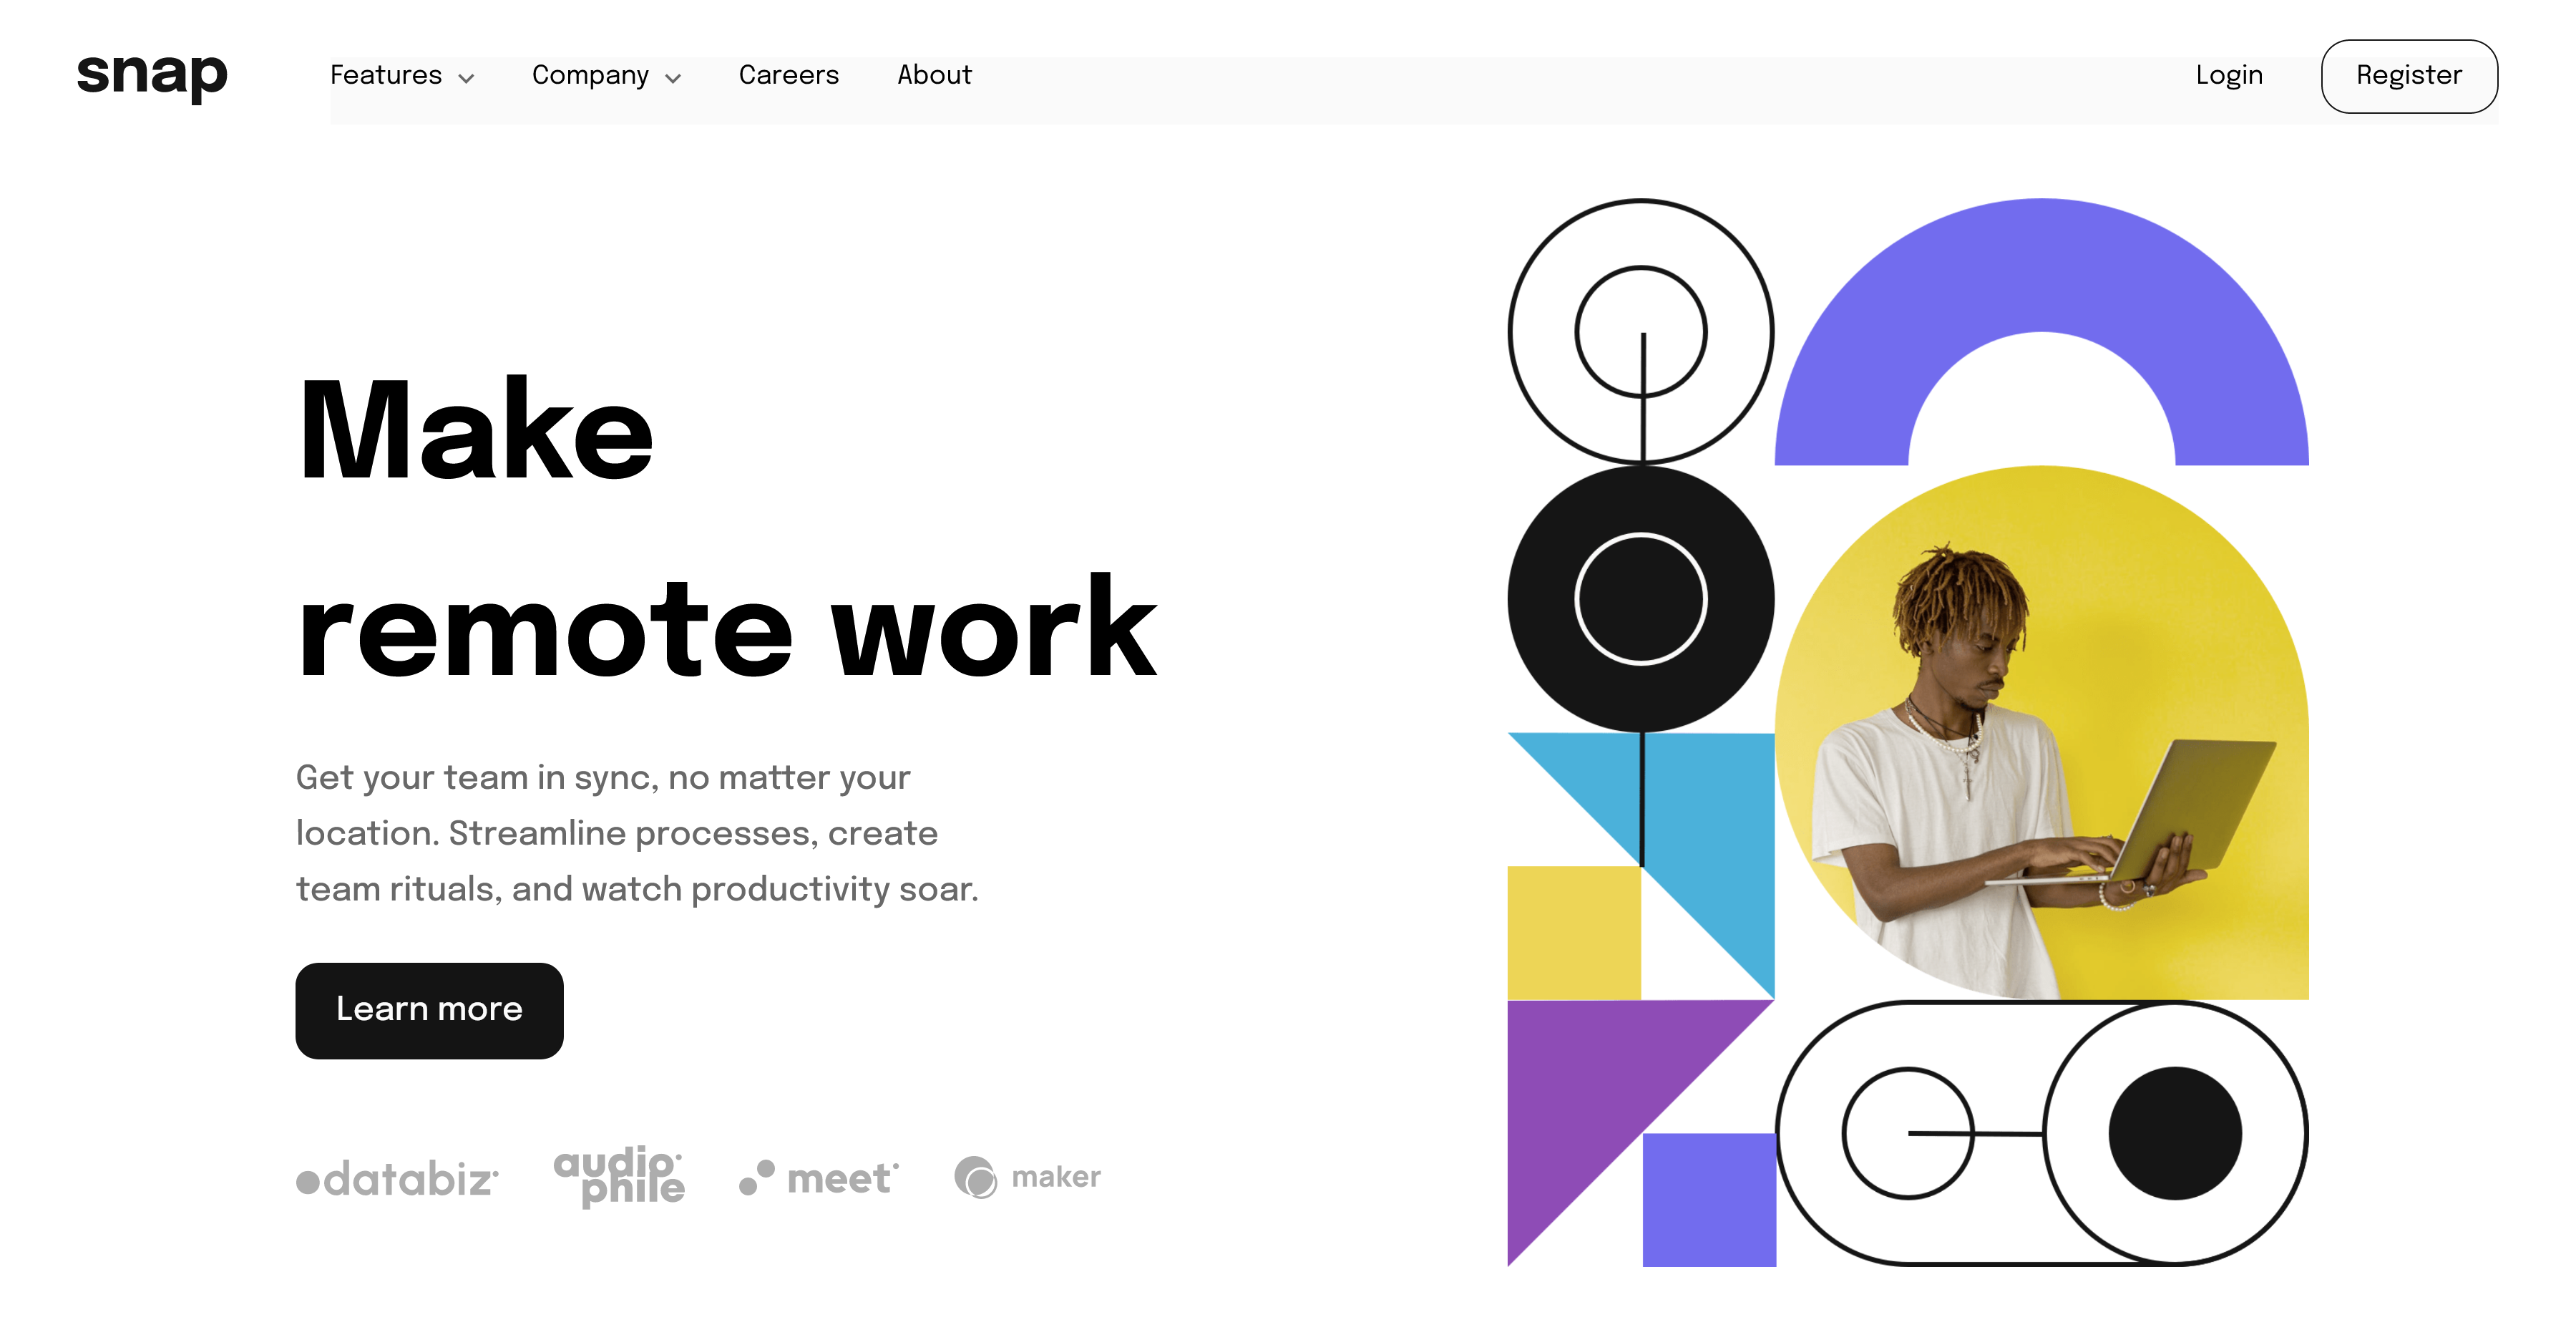 snap Features Company Careers About Login Register
Make
remote work
Get your team in sync, no matter your
location. Streamline processes, create
team rituals, and watch productivity soar.
Learn more
databiz audiophile meet maker